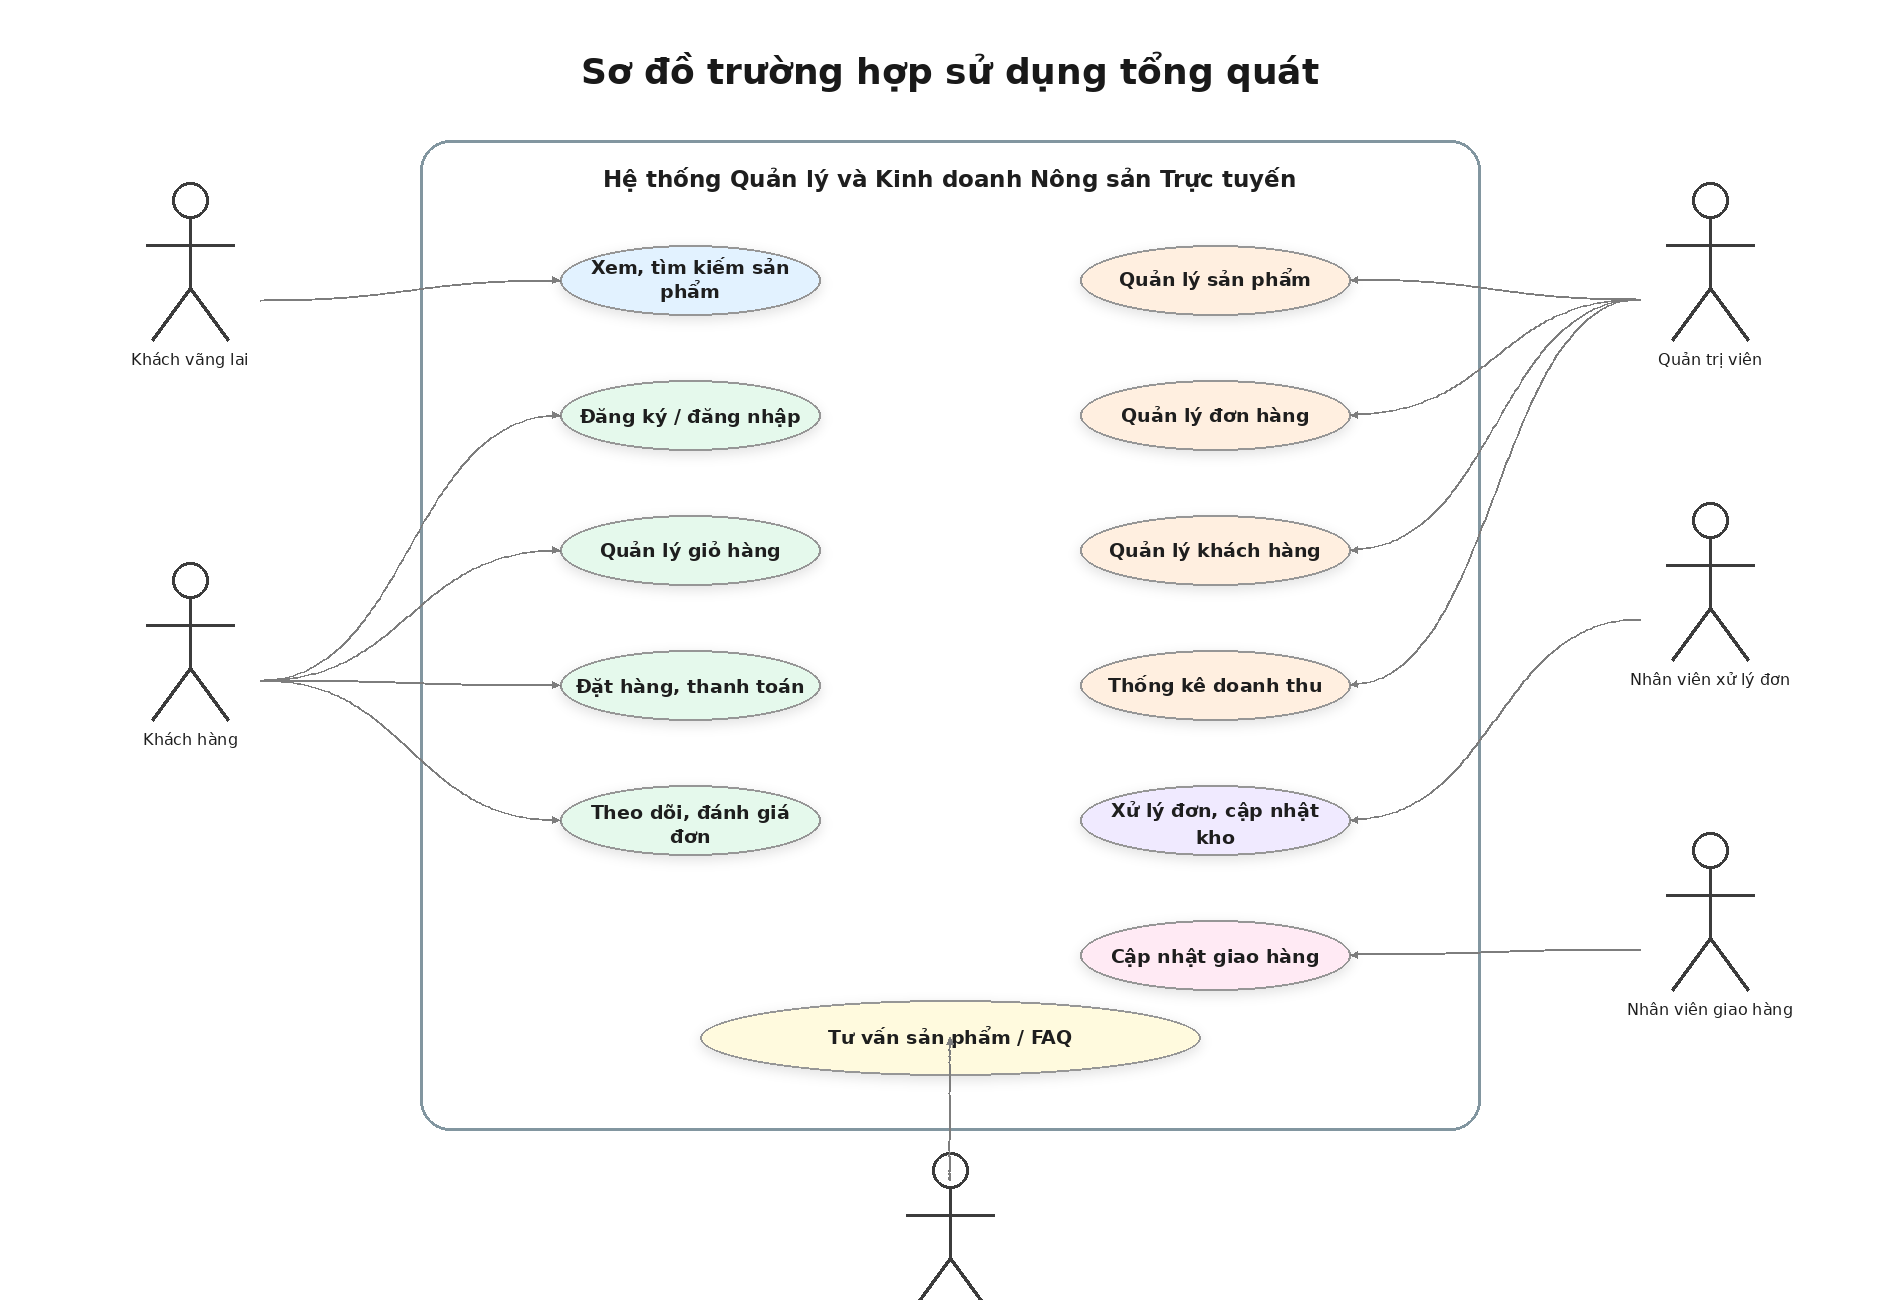 Sơ đồ trường hợp sử dụng tổng quát
Hệ thống Quản lý và Kinh doanh Nông sản Trực tuyến
Khách vãng lai
Khách hàng
Xem, tìm kiếm sản
phẩm
Đăng ký / đăng nhập
Quản lý giỏ hàng
Đặt hàng, thanh toán
Theo dõi, đánh giá
đơn
Quản lý sản phẩm
Quản lý đơn hàng
Quản lý khách hàng
Thống kê doanh thu
Xử lý đơn, cập nhật
kho
Cập nhật giao hàng
Tư vấn sản phẩm / FAQ
Quản trị viên
Nhân viên xử lý đơn
Nhân viên giao hàng